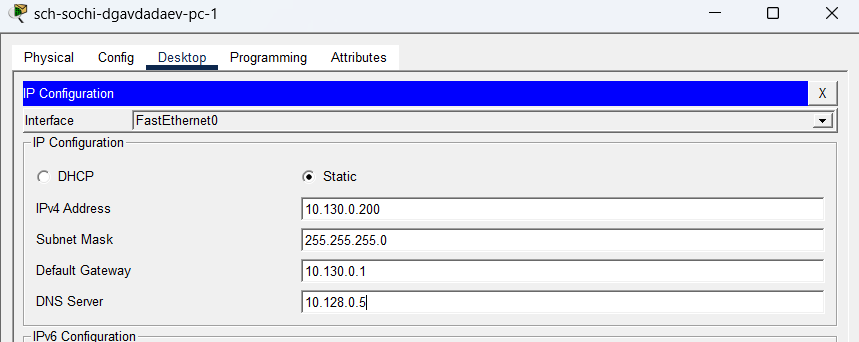 sch-sochi-dgavdadaev-pc-1
Physical Config Desktop Programming Attributes
IP Configuration X
Interface FastEthernet0
IP Configuration
DHCP Static
IPv4 Address 10.130.0.200
Subnet Mask 255.255.255.0
Default Gateway 10.130.0.1
DNS Server 10.128.0.5
IPv6 Configuration